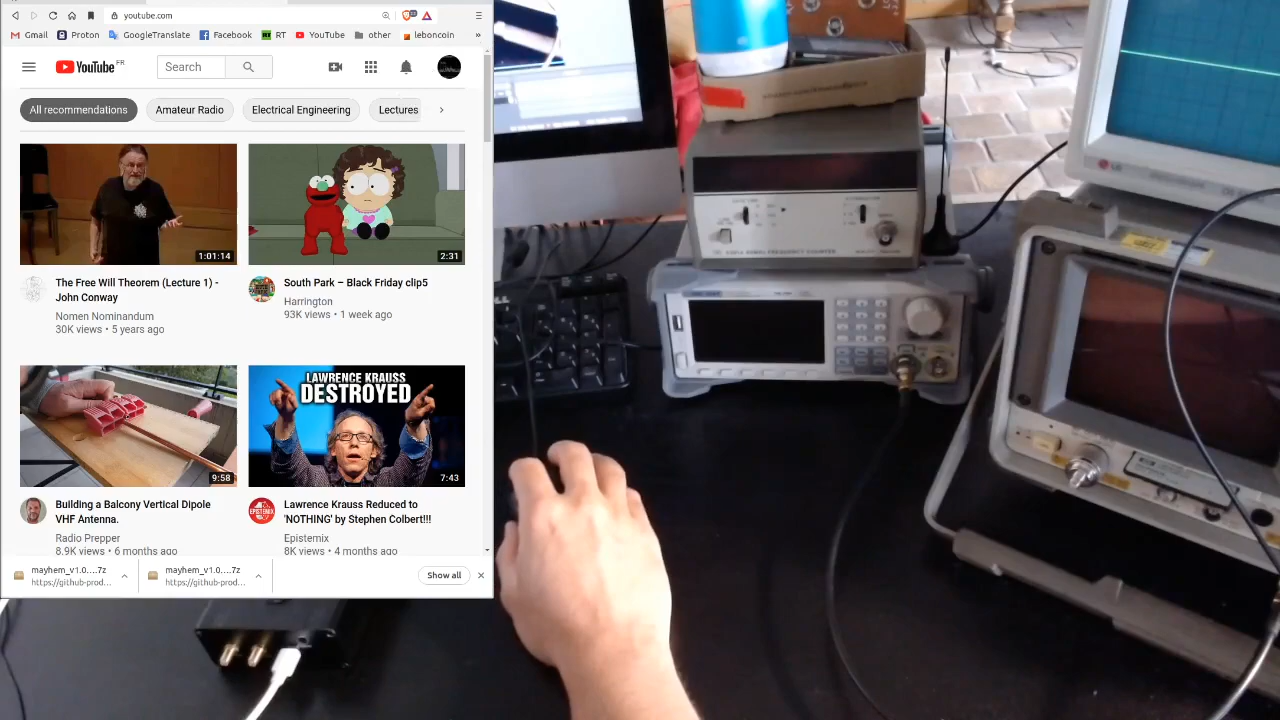 youtube.com
Gmail
Proton
GoogleTranslate
Facebook
RT
YouTube
other
leboncoin
»
YouTube FR
Search
All recommendations
Amateur Radio
Electrical Engineering
Lectures
1:01:14
2:31
The Free Will Theorem (Lecture 1) -
John Conway
Nomen Nominandum
30K views • 5 years ago
South Park – Black Friday clip5
Harrington
93K views • 1 week ago
LAWRENCE KRAUSS
DESTROYED
9:58
7:43
Building a Balcony Vertical Dipole
VHF Antenna.
Radio Prepper
8.9K views • 6 months ago
EPISTEMIX
Lawrence Krauss Reduced to
'NOTHING' by Stephen Colbert!!!
Epistemix
8K views • 4 months ago
mayhem_v1.0....7z
https://github-prod...
mayhem_v1.0....7z
https://github-prod...
Show all
LG
FREQUENCY COUNTER